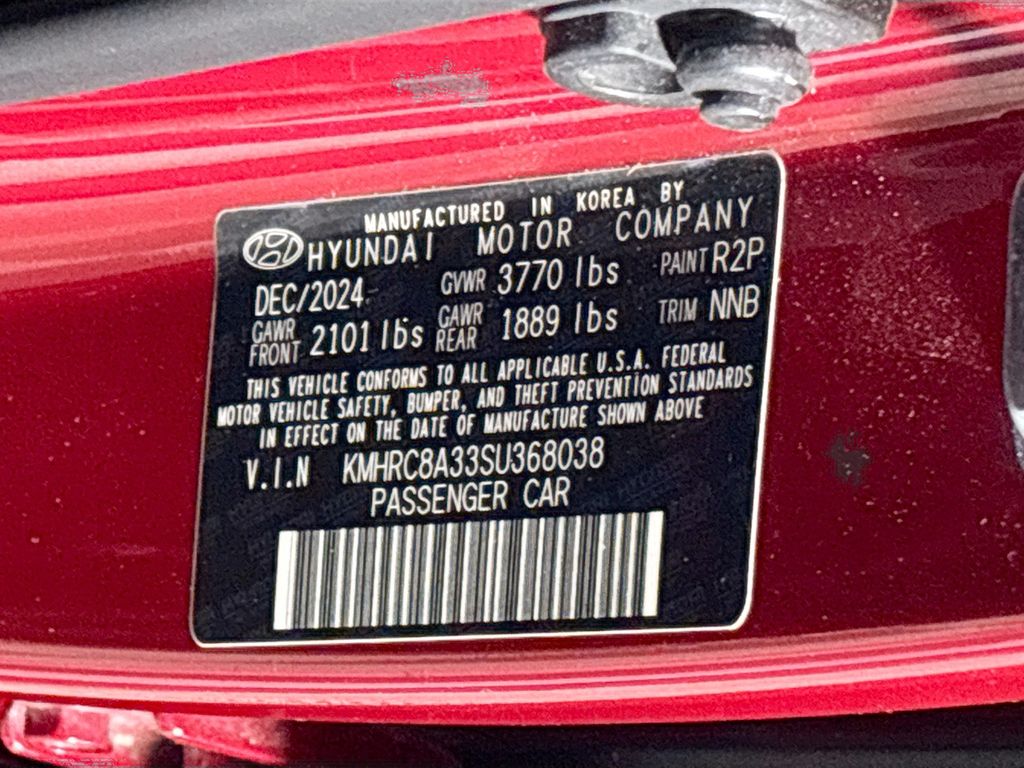 MANUFACTURED IN KOREA BY
HYUNDAI MOTOR COMPANY
DEC/2024 GVWR 3770 lbs PAINT R2P
GAWR FRONT 2101 lbs GAWR REAR 1889 lbs TRIM NNB
THIS VEHICLE CONFORMS TO ALL APPLICABLE U.S.A. FEDERAL
MOTOR VEHICLE SAFETY, BUMPER, AND THEFT PREVENTION STANDARDS
IN EFFECT ON THE DATE OF MANUFACTURE SHOWN ABOVE
V.I.N KMHRC8A33SU368038
PASSENGER CAR